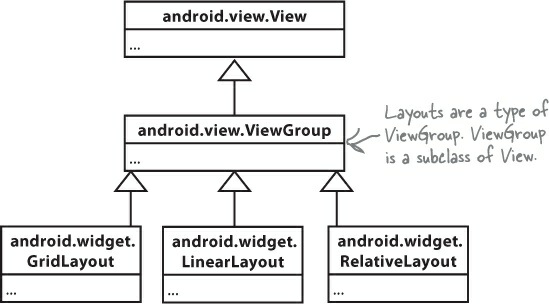 android.view.View
...
android.view.ViewGroup
...
Layouts are a type of
ViewGroup. ViewGroup
is a subclass of View.
android.widget.
GridLayout
...
android.widget.
LinearLayout
...
android.widget.
RelativeLayout
...